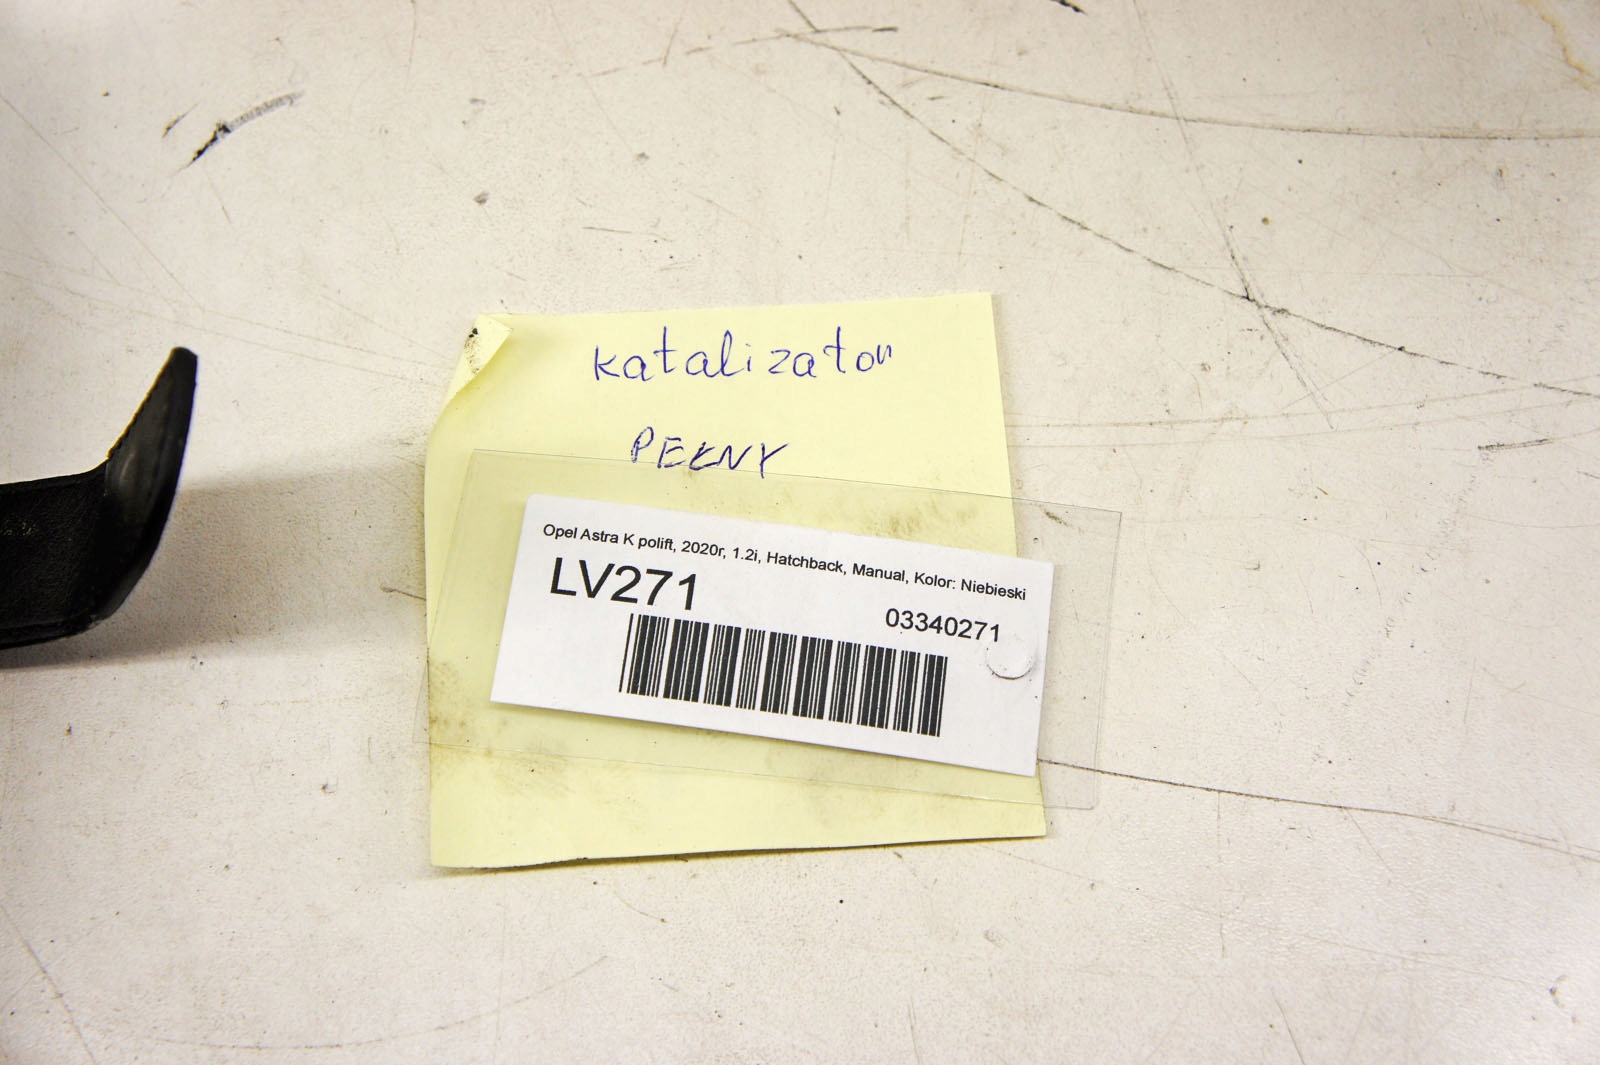 katalizator
PEŁNY
Opel Astra K polift, 2020r, 1.2i, Hatchback, Manual, Kolor: Niebieski
LV271
03340271